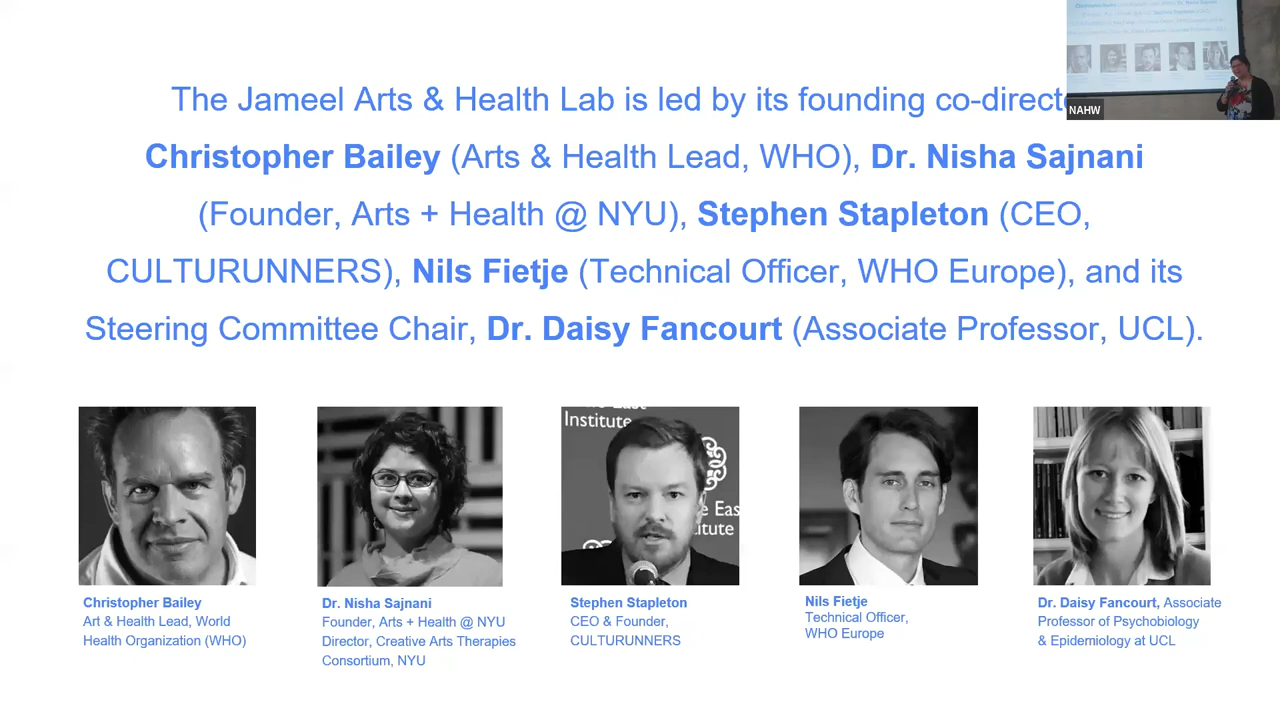 The Jameel Arts & Health Lab is led by its founding co-direct
NAHW
Christopher Bailey (Arts & Health Lead, WHO), Dr. Nisha Sajnani
(Founder, Arts + Health @ NYU), Stephen Stapleton (CEO,
CULTURUNNERS), Nils Fietje (Technical Officer, WHO Europe), and its
Steering Committee Chair, Dr. Daisy Fancourt (Associate Professor, UCL).
Institute
e Eas
itute
Christopher Bailey
Art & Health Lead, World
Health Organization (WHO)
Dr. Nisha Sajnani
Founder, Arts + Health @ NYU
Director, Creative Arts Therapies
Consortium, NYU
Stephen Stapleton
CEO & Founder,
CULTURUNNERS
Nils Fietje
Technical Officer,
WHO Europe
Dr. Daisy Fancourt, Associate
Professor of Psychobiology
& Epidemiology at UCL